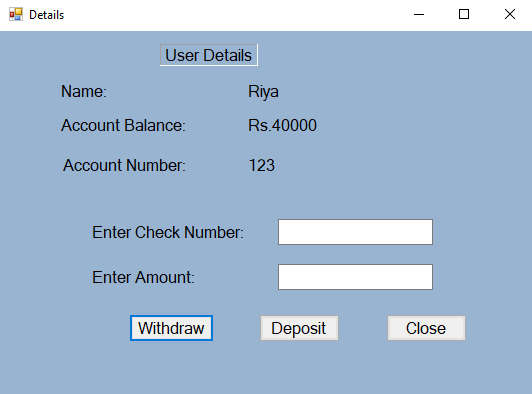 Details
User Details
Name: Riya
Account Balance: Rs.40000
Account Number: 123
Enter Check Number:
Enter Amount:
Withdraw Deposit Close